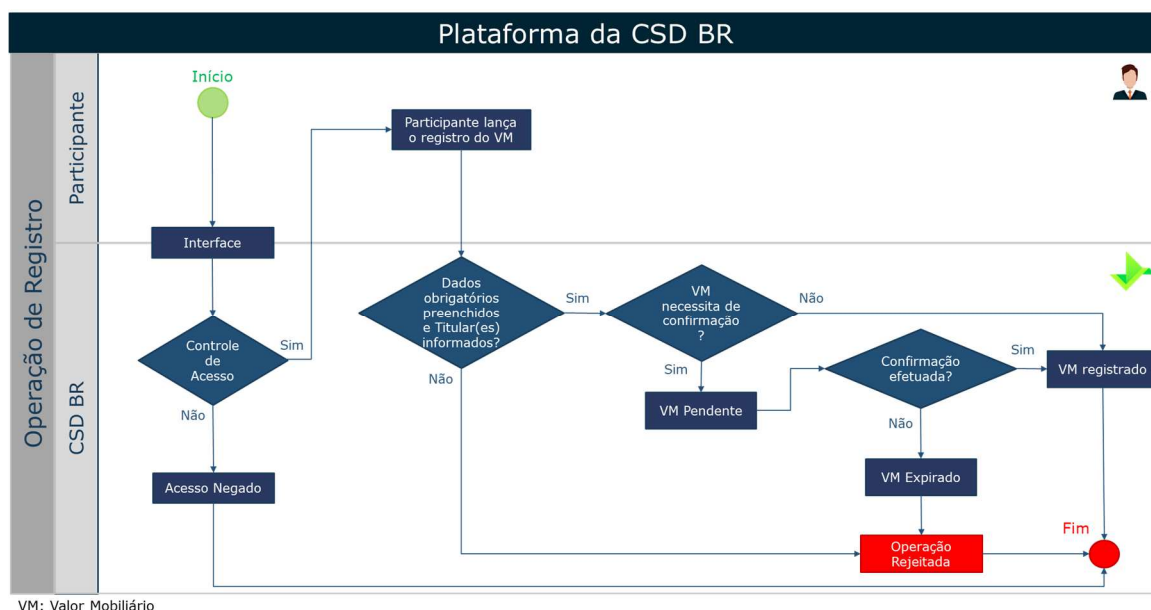 Plataforma da CSD BR
Operação de Registro
Participante
CSD BR
Início
Participante lança
o registro do VM
Interface
Controle
de
Acesso
Sim
Não
Acesso Negado
Dados
obrigatórios
preenchidos
e Titular(es)
informados?
Sim
Não
VM
necessita de
confirmação
?
Não
Sim
VM Pendente
Confirmação
efetuada?
Sim
Não
VM registrado
VM Expirado
Operação
Rejeitada
Fim
VM: Valor Mobiliário